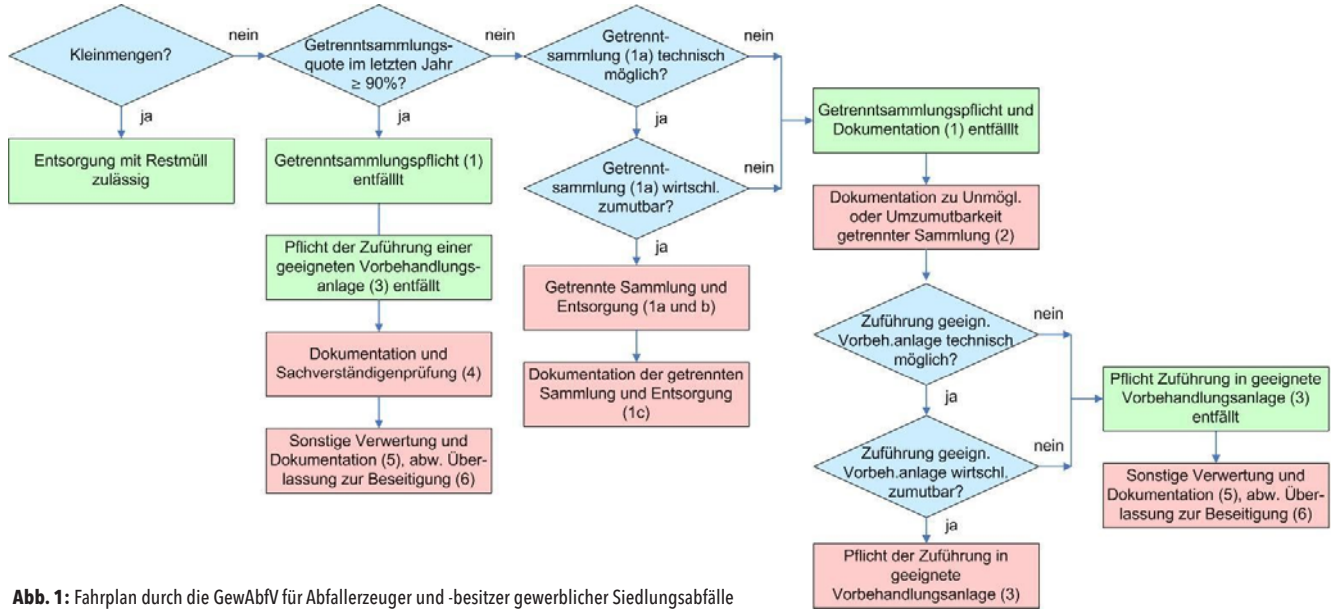 Kleinmengen?
nein
ja
Entsorgung mit Restmüll
zulässig
Getrenntsammlungs-
quote im letzten Jahr
≥ 90%?
nein
ja
Getrenntsammlungspflicht (1)
entfälllt
Pflicht der Zuführung einer
geeigneten Vorbehandlungs-
anlage (3) entfällt
Dokumentation und
Sachverständigenprüfung (4)
Sonstige Verwertung und
Dokumentation (5), abw. Über-
lassung zur Beseitigung (6)
Getrennt-
sammlung (1a) technisch
möglich?
nein
ja
Getrennt-
sammlung (1a) wirtschl.
zumutbar?
nein
ja
Getrennte Sammlung und
Entsorgung (1a und b)
Dokumentation der getrennten
Sammlung und Entsorgung
(1c)
Getrenntsammlungspflicht und
Dokumentation (1) entfälllt
Dokumentation zu Unmögl.
oder Umzumutbarkeit
getrennter Sammlung (2)
Zuführung geeign.
Vorbeh.anlage technisch
möglich?
nein
ja
Zuführung geeign.
Vorbeh.anlage wirtschl.
zumutbar?
nein
ja
Pflicht der Zuführung in
geeignete
Vorbehandlungsanlage (3)
Pflicht Zuführung in geeignete
Vorbehandlungsanlage (3)
entfällt
Sonstige Verwertung und
Dokumentation (5), abw. Über-
lassung zur Beseitigung (6)
Abb. 1: Fahrplan durch die GewAbfV für Abfallerzeuger und -besitzer gewerblicher Siedlungsabfälle